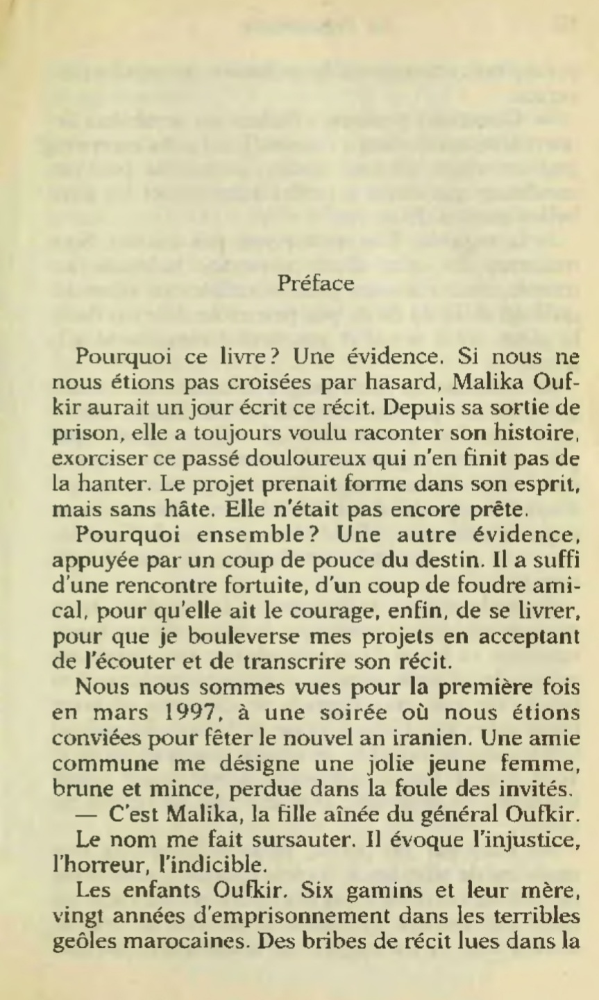 Préface
Pourquoi ce livre? Une évidence. Si nous ne
nous étions pas croisées par hasard, Malika Ouf-
kir aurait un jour écrit ce récit. Depuis sa sortie de
prison, elle a toujours voulu raconter son histoire,
exorciser ce passé douloureux qui n'en finit pas de
la hanter. Le projet prenait forme dans son esprit,
mais sans hâte. Elle n'était pas encore prête.
Pourquoi ensemble? Une autre évidence,
appuyée par un coup de pouce du destin. Il a suffi
d'une rencontre fortuite, d'un coup de foudre ami-
cal, pour qu'elle ait le courage, enfin, de se livrer,
pour que je bouleverse mes projets en acceptant
de l'écouter et de transcrire son récit.
Nous nous sommes vues pour la première fois
en mars 1997, à une soirée où nous étions
conviées pour fêter le nouvel an iranien. Une amie
commune me désigne une jolie jeune femme,
brune et mince, perdue dans la foule des invités.
— C'est Malika, la fille aînée du général Oufkir.
Le nom me fait sursauter. Il évoque l'injustice,
l'horreur, l'indicible.
Les enfants Oufkir. Six gamins et leur mère,
vingt années d'emprisonnement dans les terribles
geôles marocaines. Des bribes de récit lues dans la